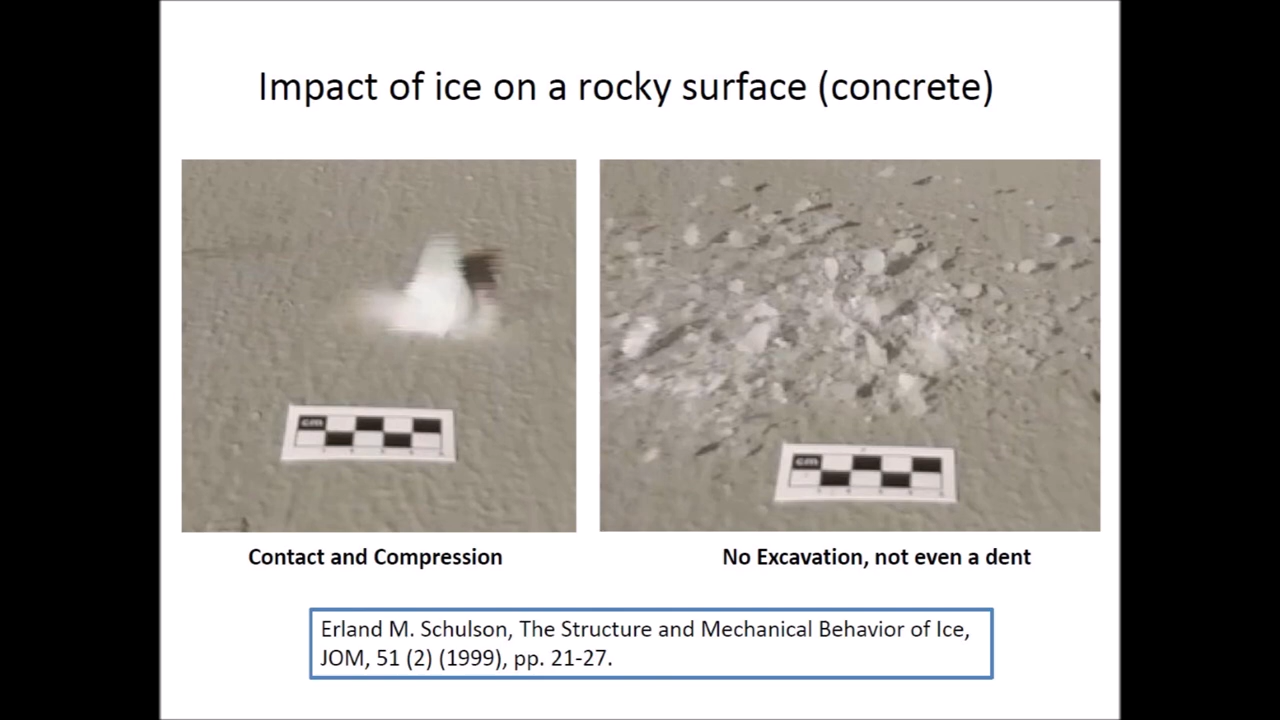 Impact of ice on a rocky surface (concrete)
cm
cm
Contact and Compression
No Excavation, not even a dent
Erland M. Schulson, The Structure and Mechanical Behavior of Ice,
JOM, 51 (2) (1999), pp. 21-27.